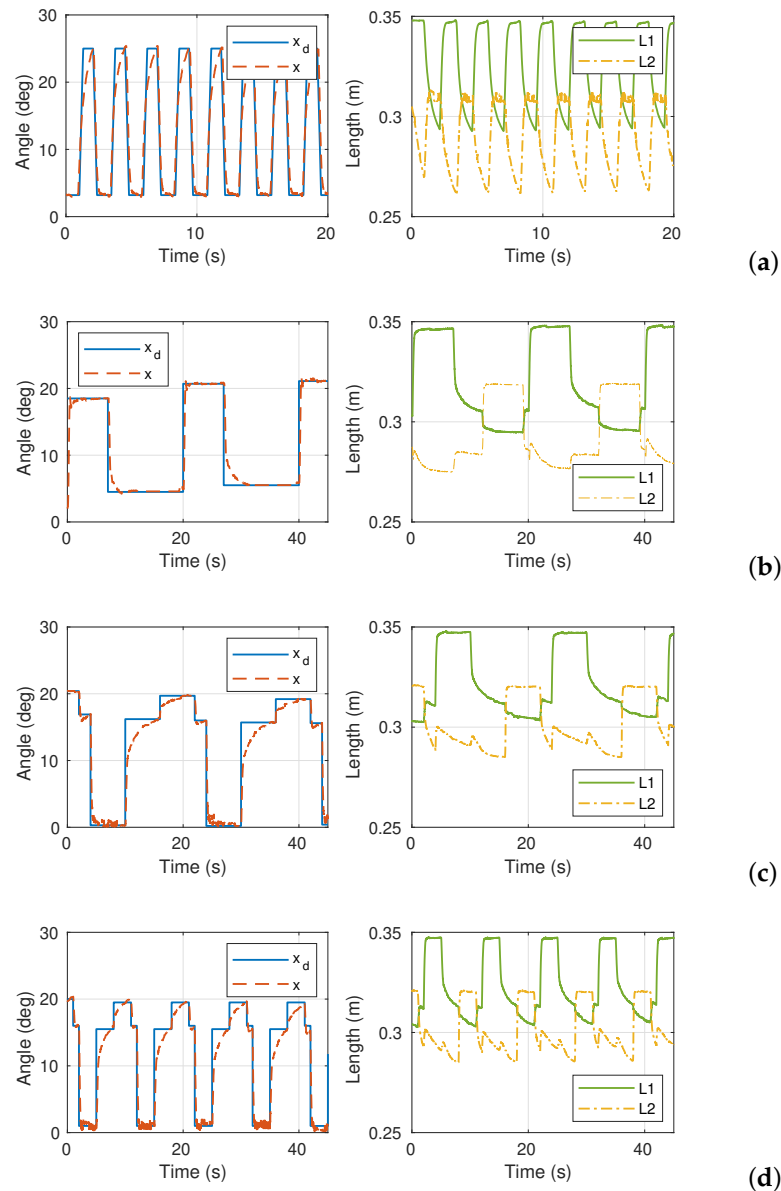 30
20
10
0
Angle (deg)
0 10 20
Time (s)
x_d
x
0.35
0.3
0.25
Length (m)
0 10 20
Time (s)
L1
L2
(a)
30
20
10
0
Angle (deg)
0 20 40
Time (s)
x_d
x
0.35
0.3
0.25
Length (m)
0 20 40
Time (s)
L1
L2
(b)
30
20
10
0
Angle (deg)
0 20 40
Time (s)
x_d
x
0.35
0.3
0.25
Length (m)
0 20 40
Time (s)
L1
L2
(c)
30
20
10
0
Angle (deg)
0 20 40
Time (s)
x_d
x
0.35
0.3
0.25
Length (m)
0 20 40
Time (s)
L1
L2
(d)